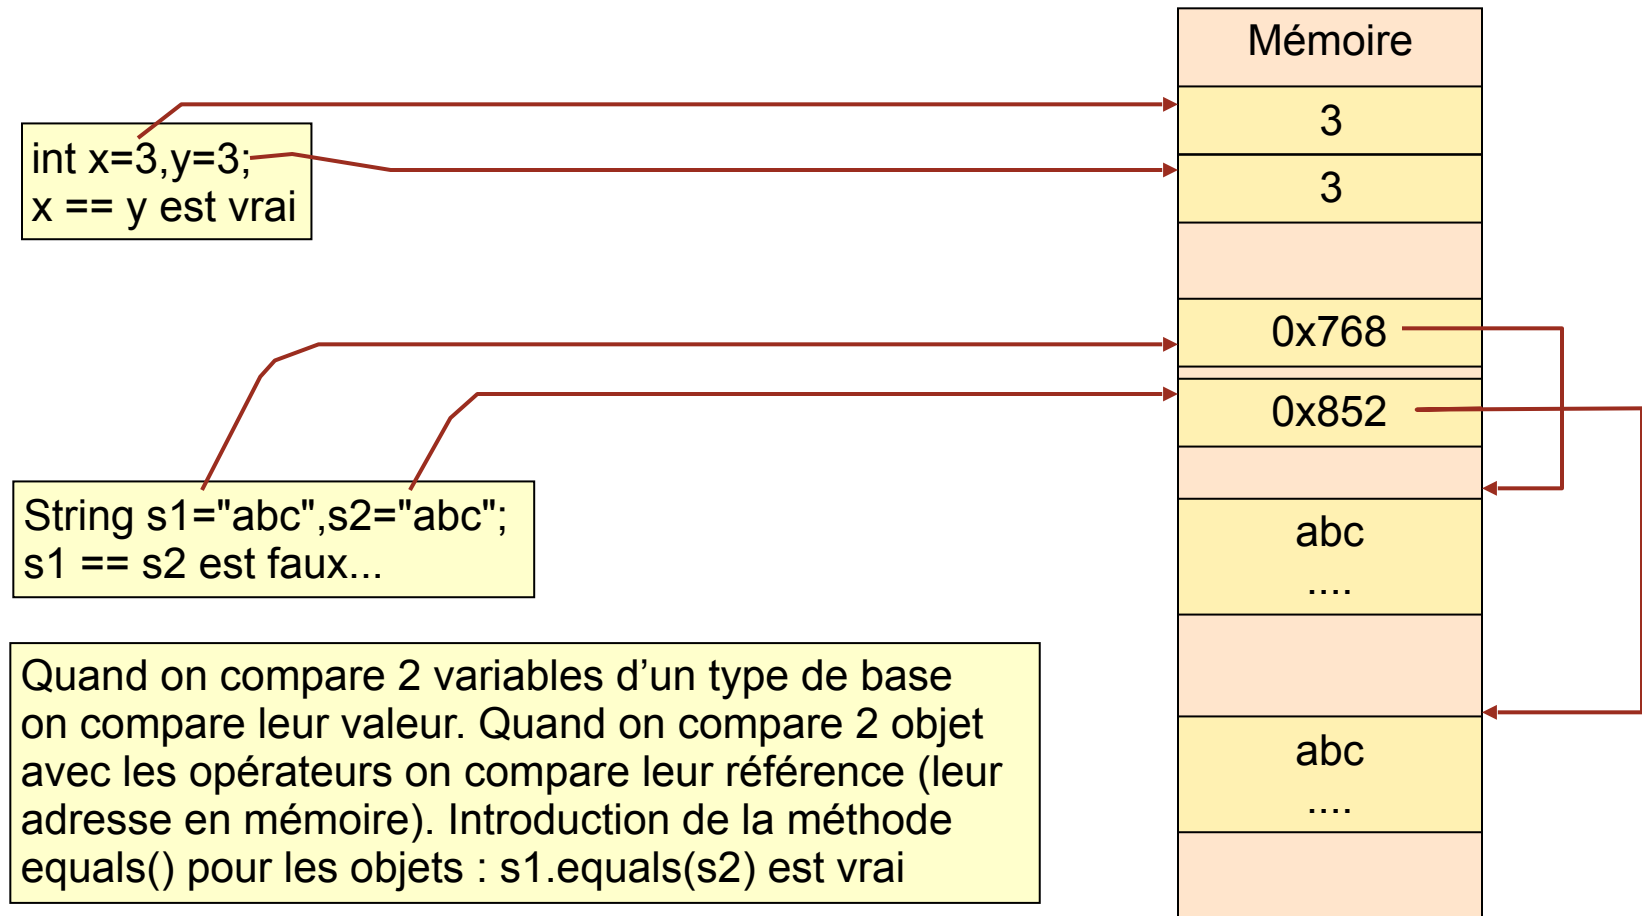 Mémoire
3
int x=3,y=3;
x == y est vrai
3
0x768
0x852
String s1="abc",s2="abc";
s1 == s2 est faux...
abc
....
Quand on compare 2 variables d’un type de base
on compare leur valeur. Quand on compare 2 objet
avec les opérateurs on compare leur référence (leur
adresse en mémoire). Introduction de la méthode
equals() pour les objets : s1.equals(s2) est vrai
abc
....